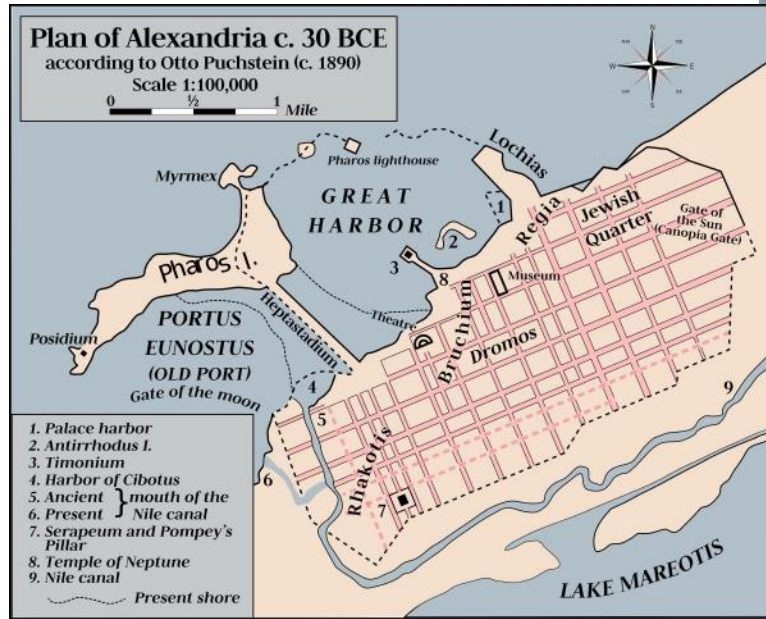 Plan of Alexandria c. 30 BCE
according to Otto Puchstein (c. 1890)
Scale 1:100,000
0 ½ 1
Mile
N
NW NE
W E
SW SE
S
Lochias
Pharos lighthouse
Myrmex
GREAT
HARBOR
1
Regia
Jewish
Quarter
Gate of
the Sun
(Canopia Gate)
2
3
8
Museum
Pharos I.
Heptastadium
Theatre
Bruchium
Dromos
PORTUS
EUNOSTUS
(OLD PORT)
Posidium
Gate of the moon
4
5
9
6
Rhakotis
7
LAKE MAREOTIS
1. Palace harbor
2. Antirrhodus I.
3. Timonium
4. Harbor of Cibotus
5. Ancient } mouth of the
6. Present } Nile canal
7. Serapeum and Pompey's
Pillar
8. Temple of Neptune
9. Nile canal
Present shore